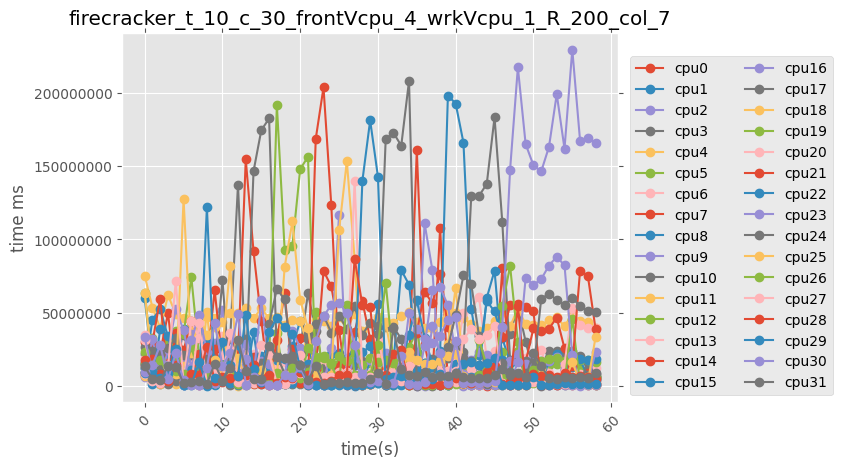 firecracker_t_10_c_30_frontVcpu_4_wrkVcpu_1_R_200_col_7
time ms
200000000
150000000
100000000
50000000
0
0
10
20
30
40
50
60
time(s)
cpu0
cpu1
cpu2
cpu3
cpu4
cpu5
cpu6
cpu7
cpu8
cpu9
cpu10
cpu11
cpu12
cpu13
cpu14
cpu15
cpu16
cpu17
cpu18
cpu19
cpu20
cpu21
cpu22
cpu23
cpu24
cpu25
cpu26
cpu27
cpu28
cpu29
cpu30
cpu31